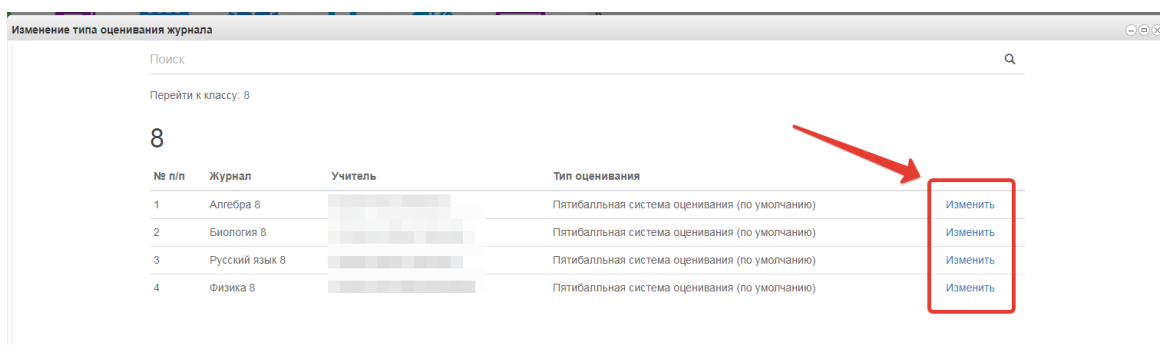 Изменение типа оценивания журнала
Поиск
Перейти к классу: 8
8
№ п/п Журнал Учитель Тип оценивания
1 Алгебра 8 Пятибалльная система оценивания (по умолчанию) Изменить
2 Биология 8 Пятибалльная система оценивания (по умолчанию) Изменить
3 Русский язык 8 Пятибалльная система оценивания (по умолчанию) Изменить
4 Физика 8 Пятибалльная система оценивания (по умолчанию) Изменить